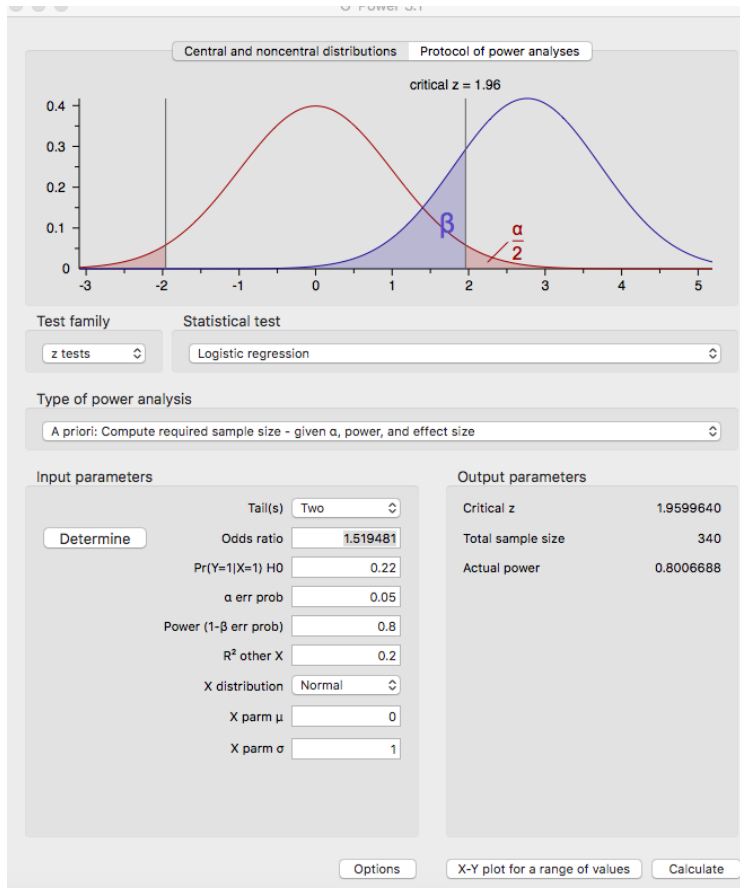 G*Power 3.1
Central and noncentral distributions Protocol of power analyses
critical z = 1.96
0.4
0.3
0.2
0.1
0
β
α
2
-3 -2 -1 0 1 2 3 4 5
Test family Statistical test
z tests Logistic regression
Type of power analysis
A priori: Compute required sample size - given α, power, and effect size
Input parameters Output parameters
Tail(s) Two Critical z 1.9599640
Determine Odds ratio 1.519481 Total sample size 340
Pr(Y=1|X=1) H0 0.22 Actual power 0.8006688
α err prob 0.05
Power (1-β err prob) 0.8
R² other X 0.2
X distribution Normal
X parm μ 0
X parm σ 1
Options X-Y plot for a range of values Calculate